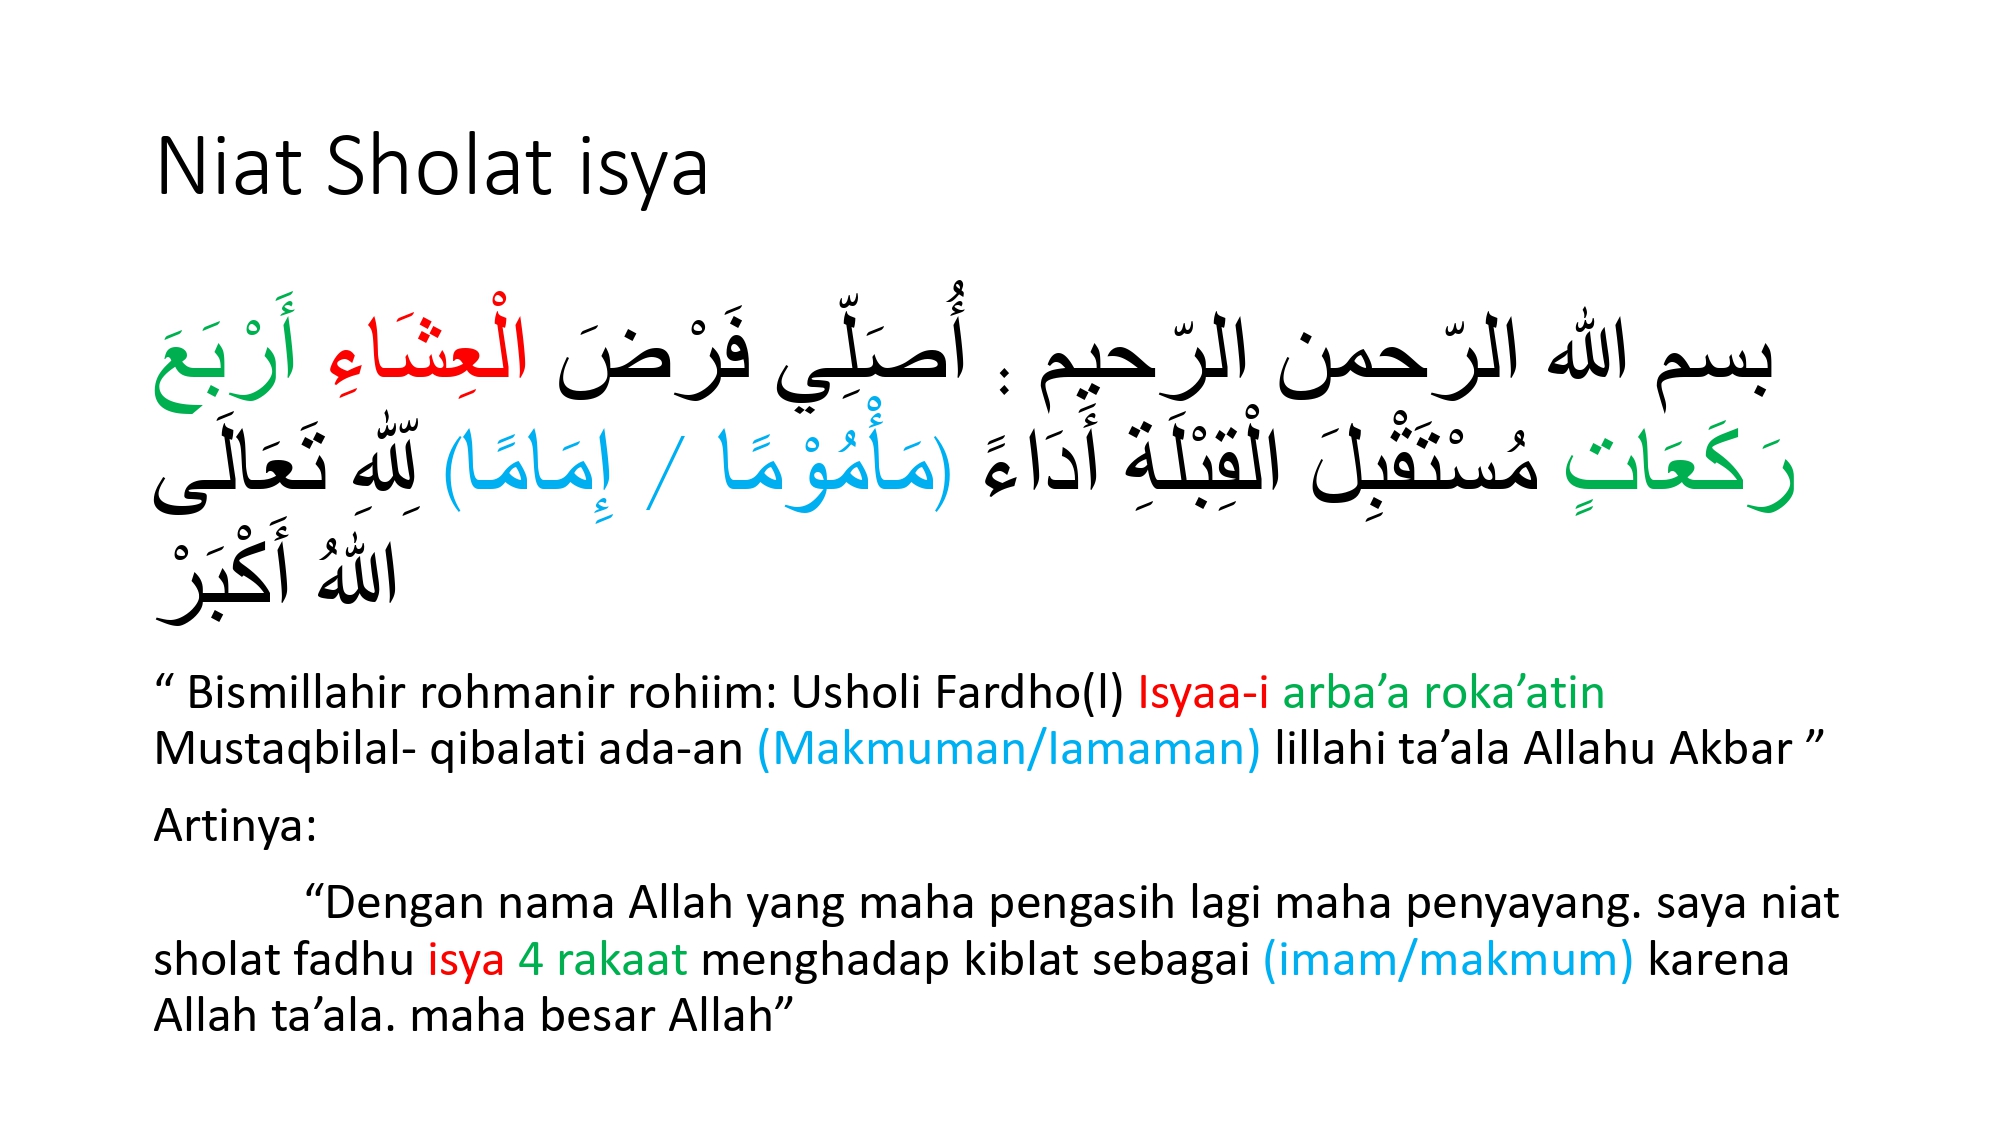 Niat Sholat isya
بسم الله الرّحمن الرّحيم : أُصَلِّي فَرْضَ الْعِشَاءِ أَرْبَعَ
رَكَعَاتٍ مُسْتَقْبِلَ الْقِبْلَةِ أَدَاءً (مَأْمُوْمًا / إِمَامًا) لِلّهِ تَعَالَى
اللهُ أَكْبَرْ
“ Bismillahir rohmanir rohiim: Usholi Fardho(l) Isyaa-i arba’a roka’atin
Mustaqbilal- qibalati ada-an (Makmuman/Iamaman) lillahi ta’ala Allahu Akbar ”
Artinya:
“Dengan nama Allah yang maha pengasih lagi maha penyayang. saya niat
sholat fadhu isya 4 rakaat menghadap kiblat sebagai (imam/makmum) karena
Allah ta’ala. maha besar Allah”